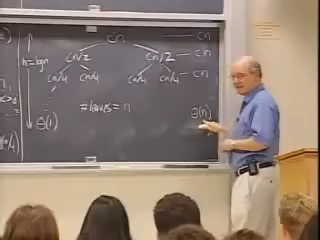 cn — cn
h=lgn cn√2 cn√2 — cn
cn/4 cn/4 cn/4 cn/4 — cn
#leaves = n Θ(n)
Θ(1)